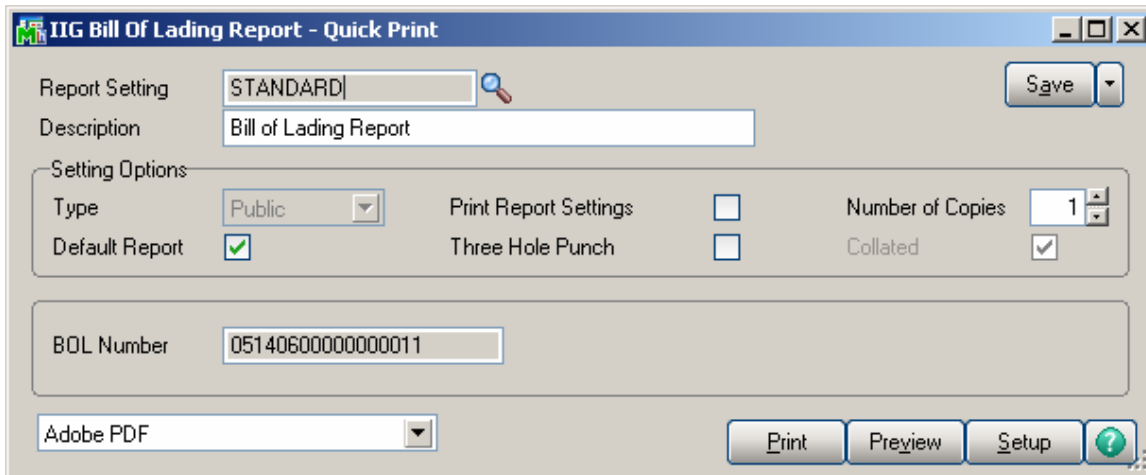 IIG Bill Of Lading Report - Quick Print
Report Setting STANDARD Save
Description Bill of Lading Report
Setting Options
Type Public Print Report Settings Number of Copies 1
Default Report Three Hole Punch Collated
BOL Number 05140600000000011
Adobe PDF Print Preview Setup ?